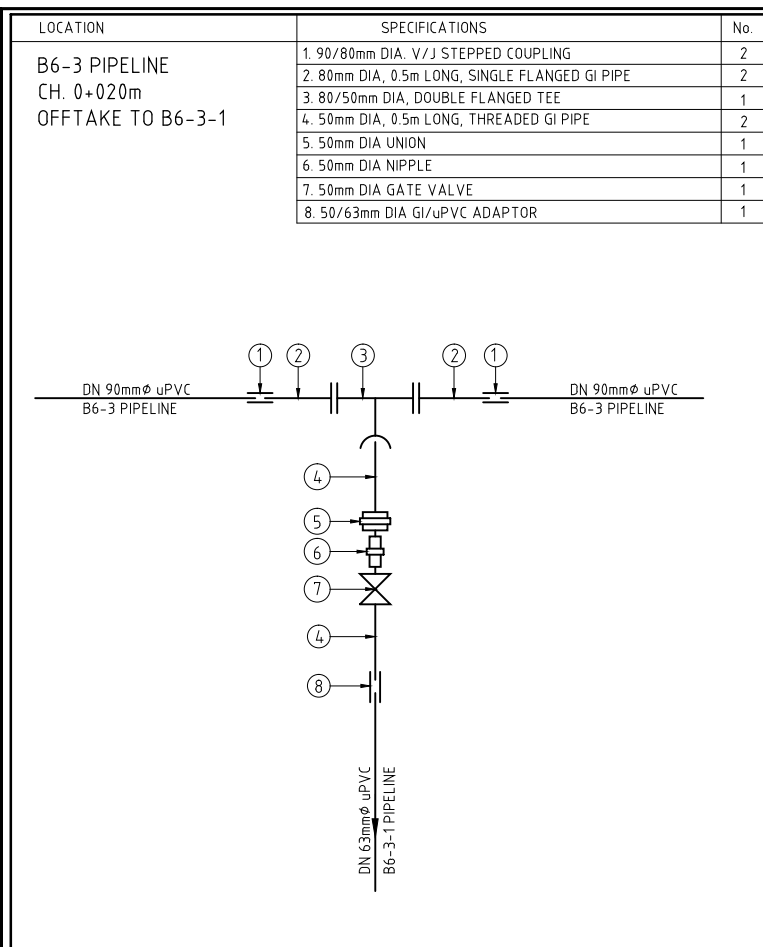 LOCATION SPECIFICATIONS No.
B6-3 PIPELINE
CH. 0+020m
OFFTAKE TO B6-3-1
1. 90/80mm DIA. V/J STEPPED COUPLING 2
2. 80mm DIA, 0.5m LONG, SINGLE FLANGED GI PIPE 2
3. 80/50mm DIA, DOUBLE FLANGED TEE 1
4. 50mm DIA, 0.5m LONG, THREADED GI PIPE 2
5. 50mm DIA UNION 1
6. 50mm DIA NIPPLE 1
7. 50mm DIA GATE VALVE 1
8. 50/63mm DIA GI/uPVC ADAPTOR 1
1 2 3 2 1
DN 90mmø uPVC
B6-3 PIPELINE
DN 90mmø uPVC
B6-3 PIPELINE
4
5
6
7
4
8
DN 63mmø uPVC
B6-3-1 PIPELINE